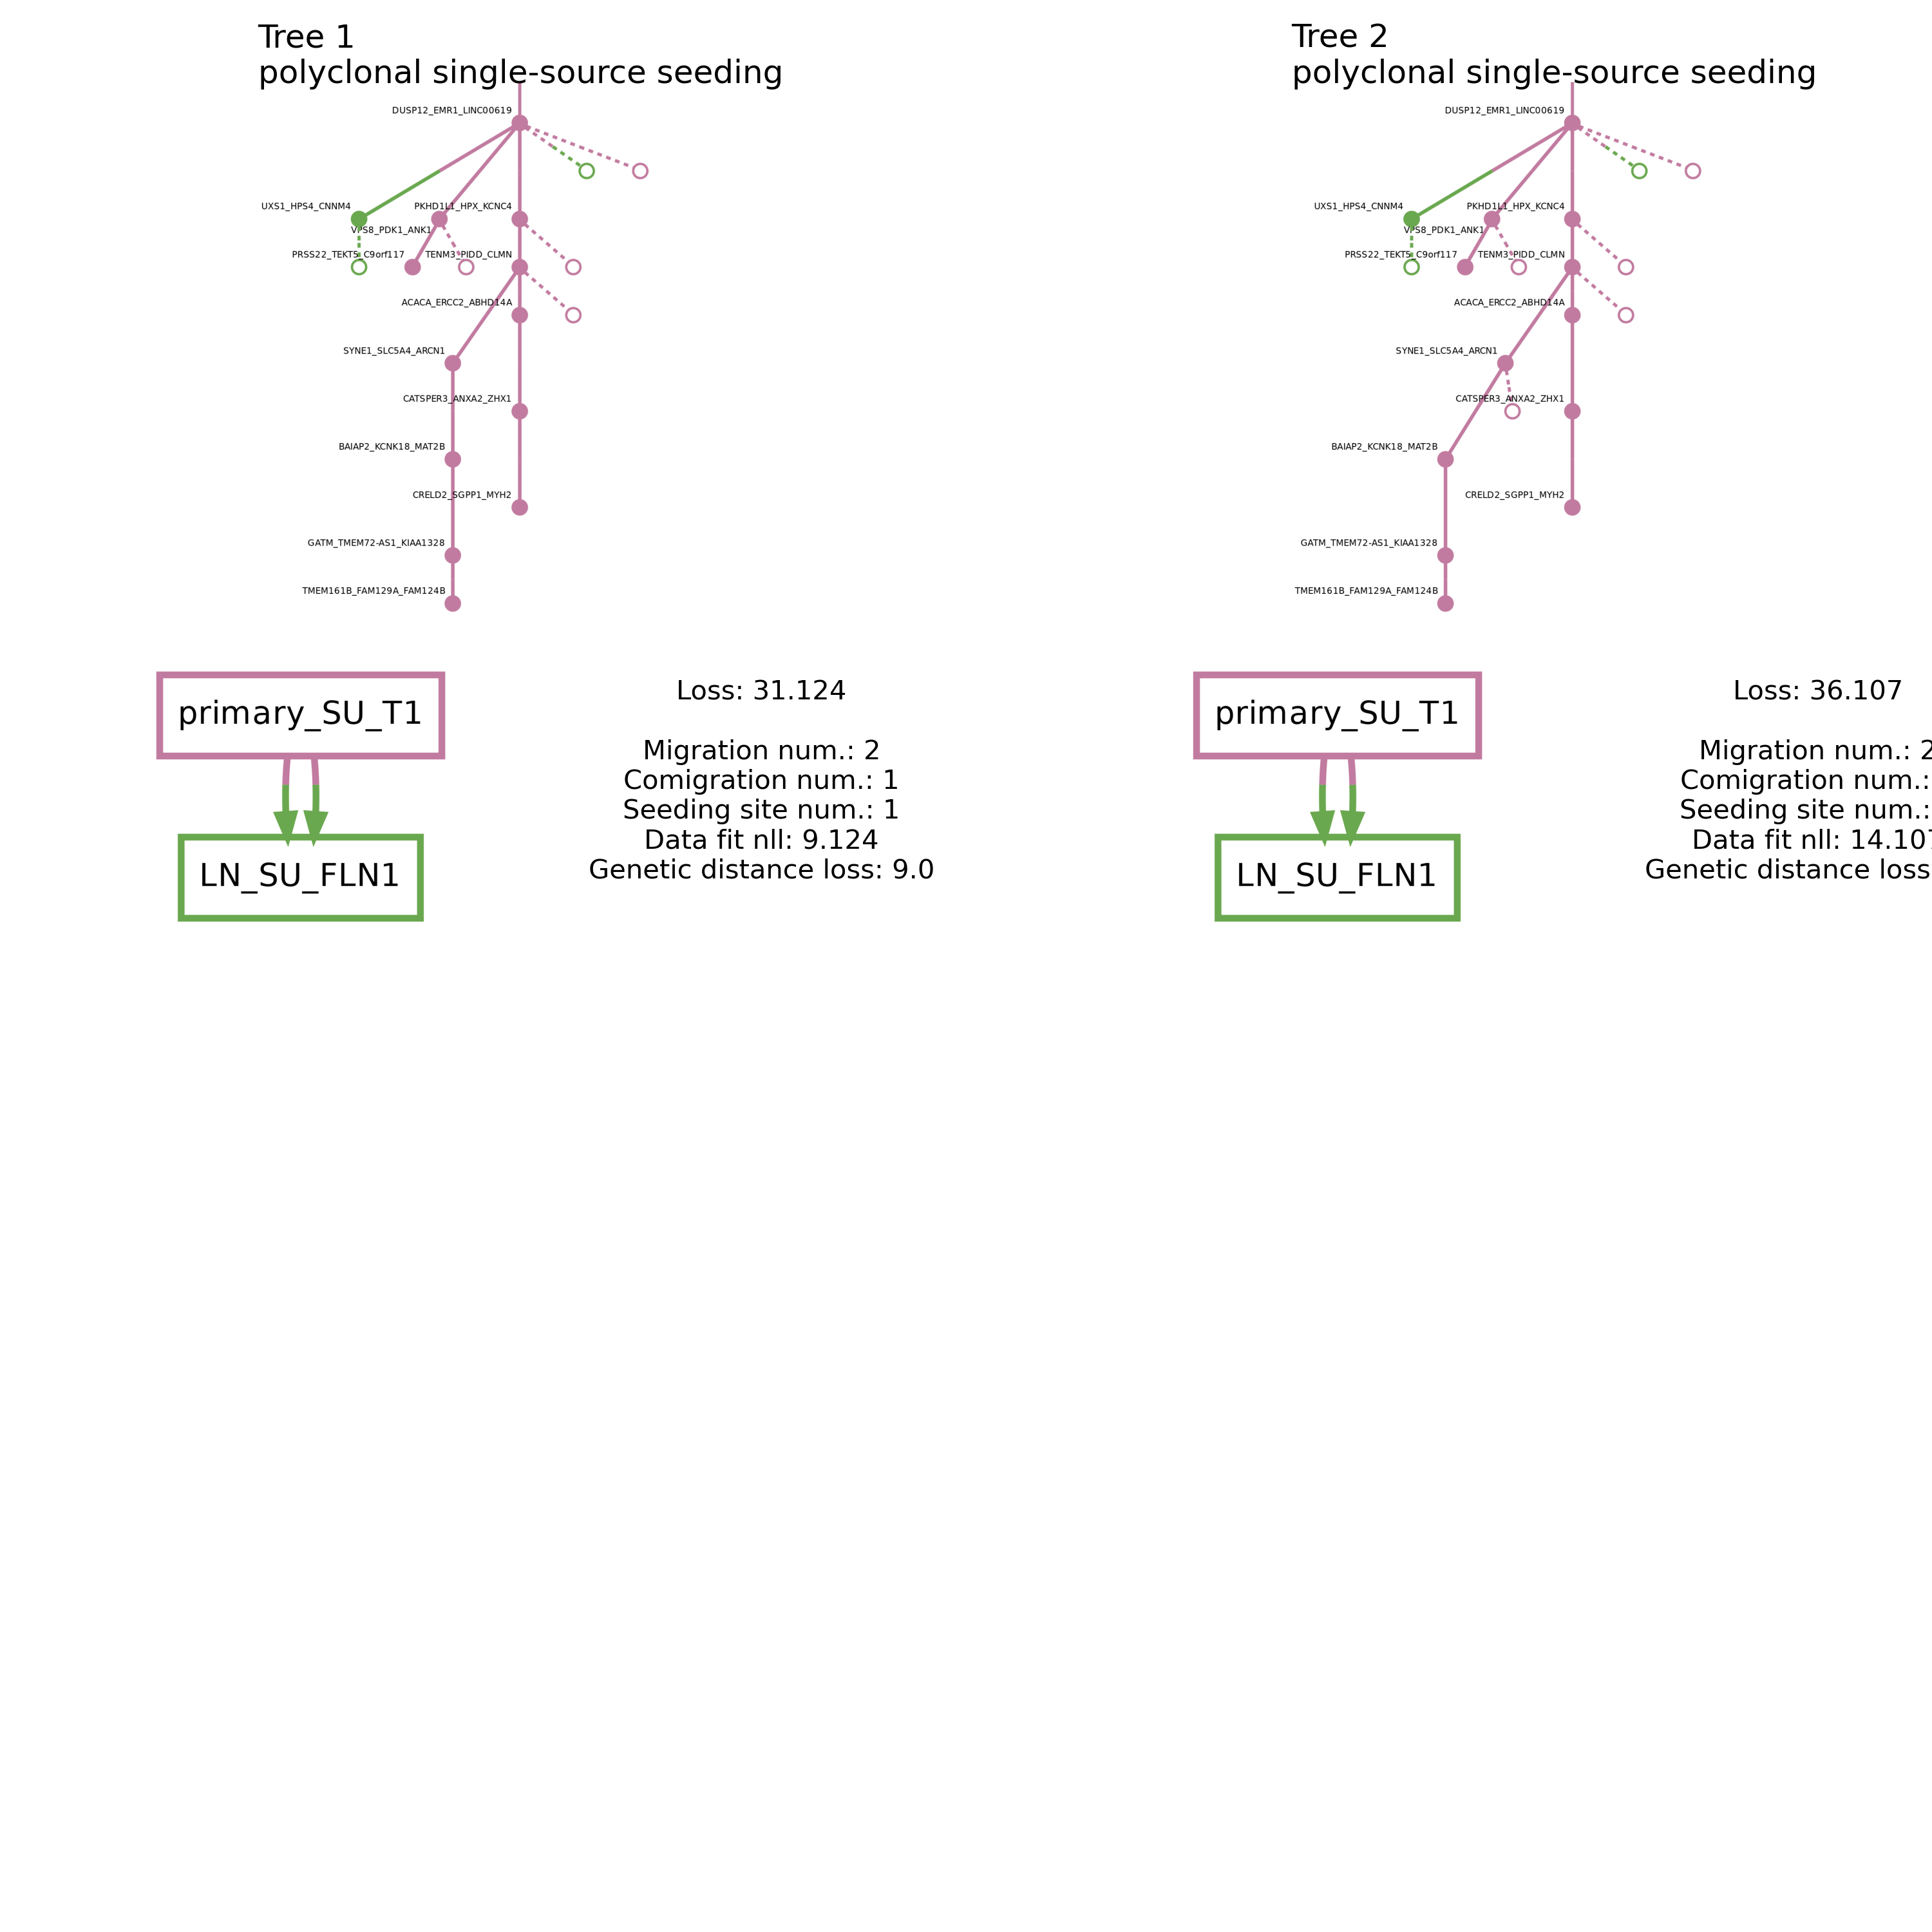 Tree 1
polyclonal single-source seeding
DUSP12_EMR1_LINC00619
UXS1_HPS4_CNNM4
PKHD1L1_HPX_KCNC4
VPS8_PDK1_ANK1
PRSS22_TEKT5_C9orf117
TENM3_PIDD_CLMN
ACACA_ERCC2_ABHD14A
SYNE1_SLC5A4_ARCN1
CATSPER3_ANXA2_ZHX1
BAIAP2_KCNK18_MAT2B
CRELD2_SGPP1_MYH2
GATM_TMEM72-AS1_KIAA1328
TMEM161B_FAM129A_FAM124B
primary_SU_T1
LN_SU_FLN1
Loss: 31.124
Migration num.: 2
Comigration num.: 1
Seeding site num.: 1
Data fit nll: 9.124
Genetic distance loss: 9.0
Tree 2
polyclonal single-source seeding
DUSP12_EMR1_LINC00619
UXS1_HPS4_CNNM4
PKHD1L1_HPX_KCNC4
VPS8_PDK1_ANK1
PRSS22_TEKT5_C9orf117
TENM3_PIDD_CLMN
ACACA_ERCC2_ABHD14A
SYNE1_SLC5A4_ARCN1
CATSPER3_ANXA2_ZHX1
BAIAP2_KCNK18_MAT2B
CRELD2_SGPP1_MYH2
GATM_TMEM72-AS1_KIAA1328
TMEM161B_FAM129A_FAM124B
primary_SU_T1
LN_SU_FLN1
Loss: 36.107
Migration num.: 2
Comigration num.:
Seeding site num.:
Data fit nll: 14.107
Genetic distance loss